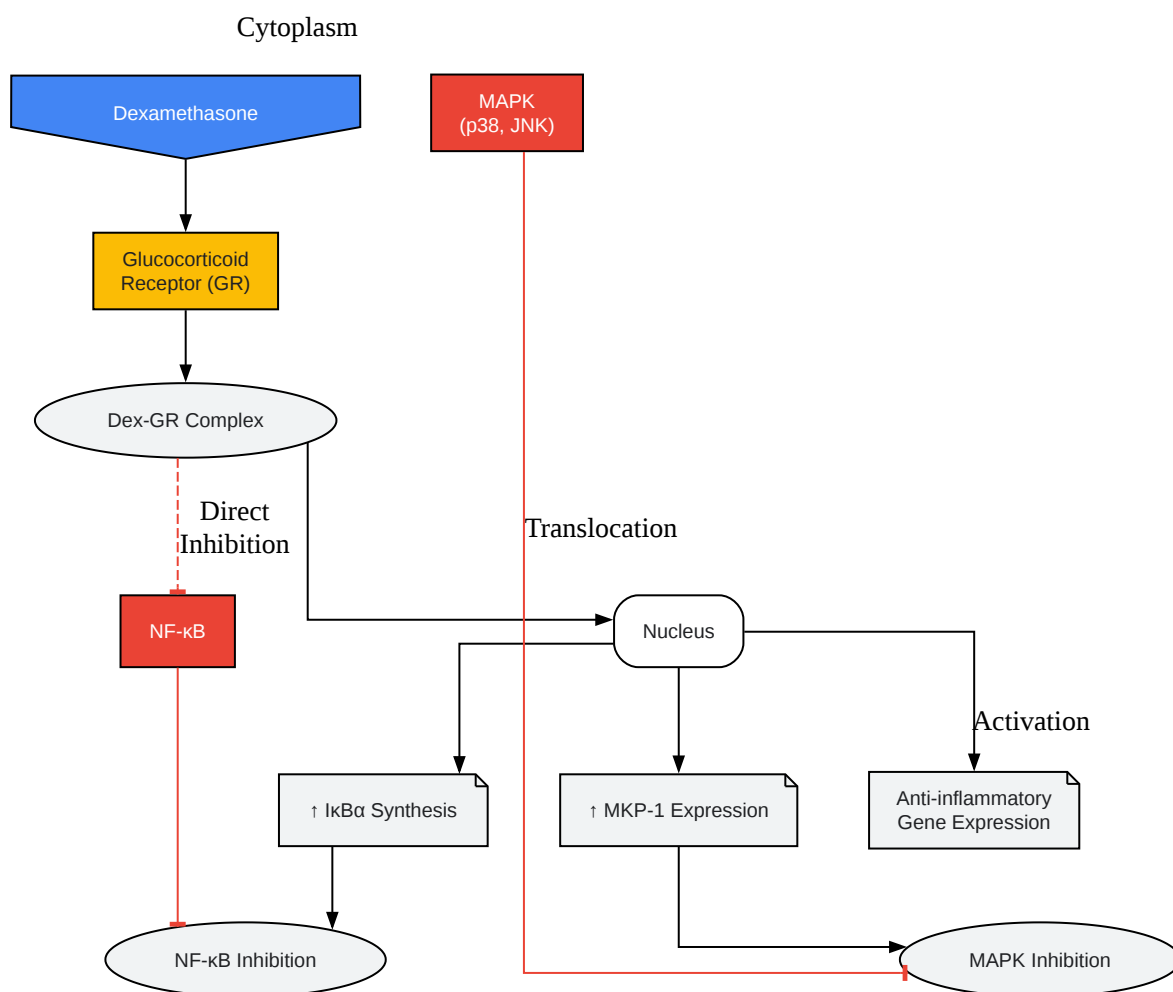 Cytoplasm
Dexamethasone
MAPK
(p38, JNK)
Glucocorticoid
Receptor (GR)
Dex-GR Complex
Direct
Inhibition
Translocation
NF-κB
Nucleus
Activation
↑ IκBα Synthesis
↑ MKP-1 Expression
Anti-inflammatory
Gene Expression
NF-κB Inhibition
MAPK Inhibition